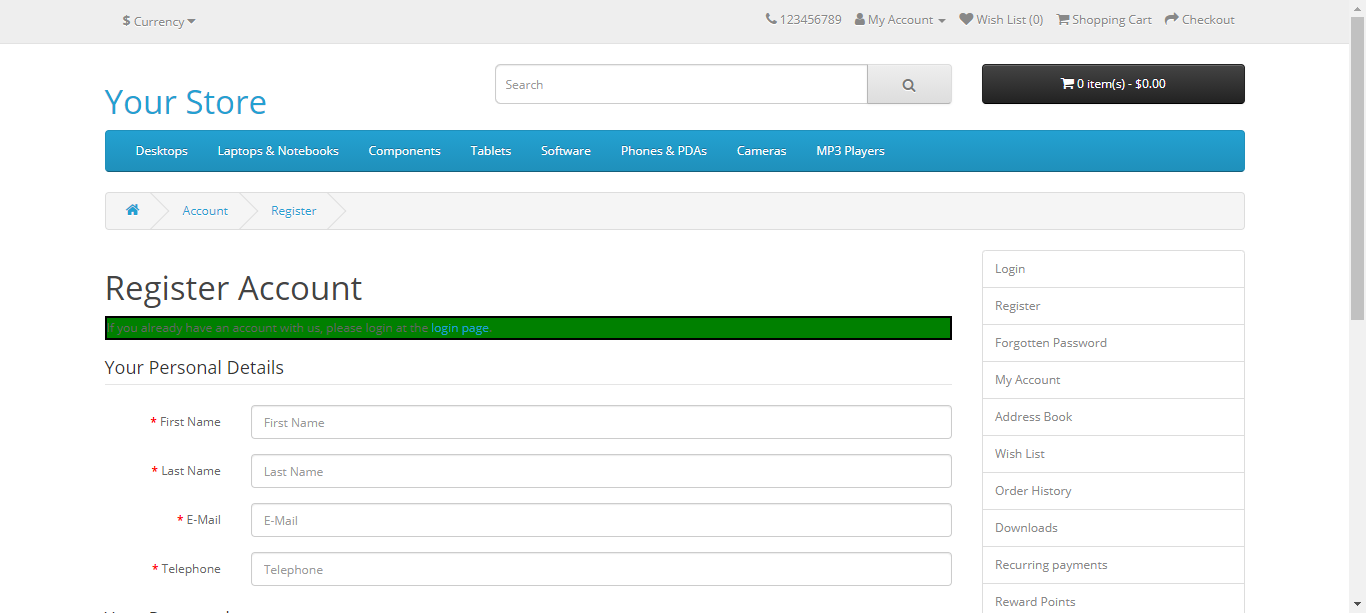 $ Currency
123456789 My Account Wish List (0) Shopping Cart Checkout
Your Store
Search
0 item(s) - $0.00
Desktops Laptops & Notebooks Components Tablets Software Phones & PDAs Cameras MP3 Players
Account Register
Register Account
If you already have an account with us, please login at the login page.
Your Personal Details
* First Name First Name
* Last Name Last Name
* E-Mail E-Mail
* Telephone Telephone
Login
Register
Forgotten Password
My Account
Address Book
Wish List
Order History
Downloads
Recurring payments
Reward Points